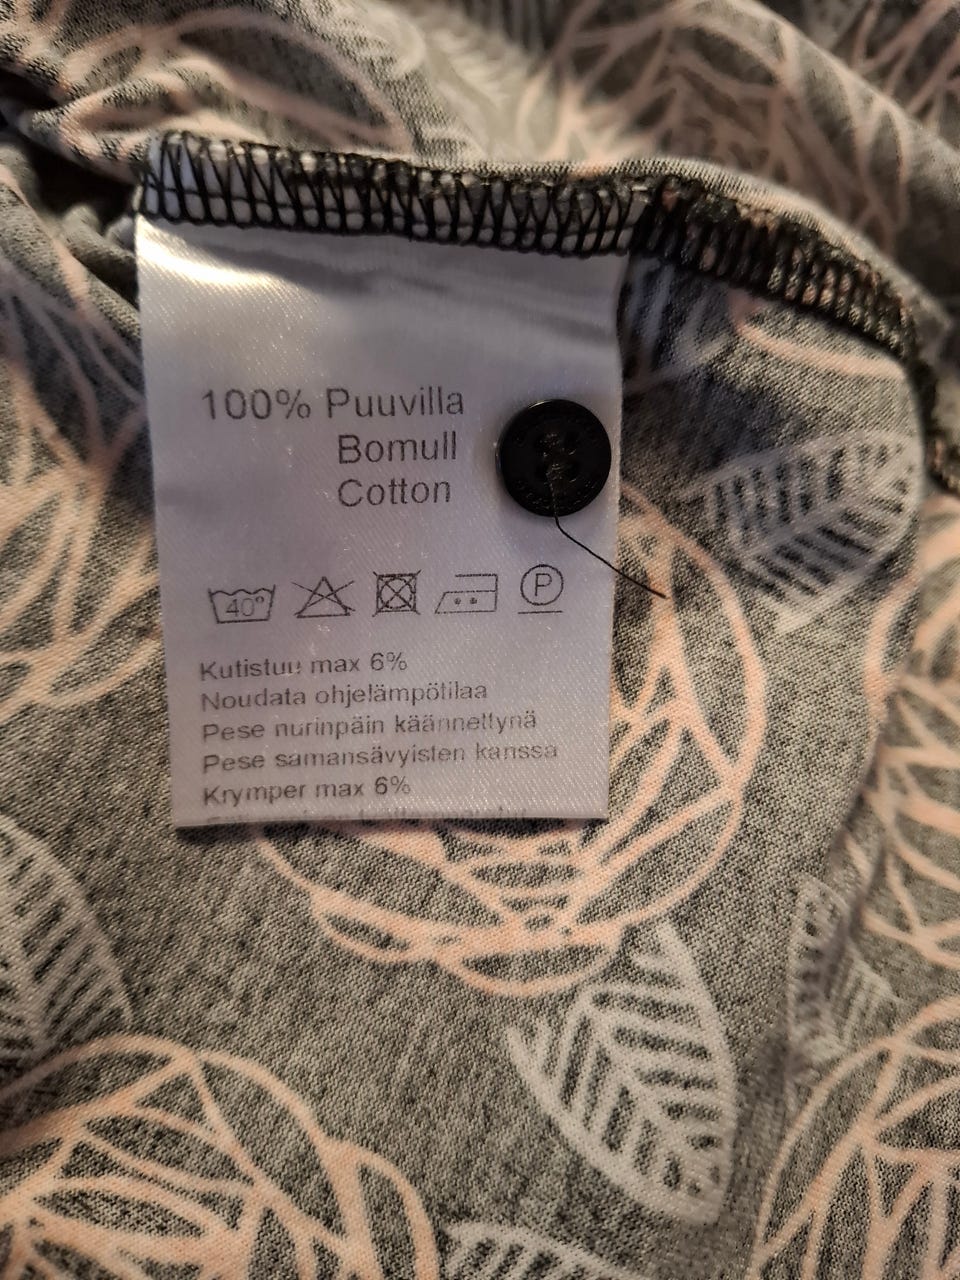 100% Puuvilla
Bomull
Cotton
40°
P
Kutistuu max 6%
Noudata ohjelämpötilaa
Pese nurinpäin käännettynä
Pese samansävyisten kanssa
Krymper max 6%